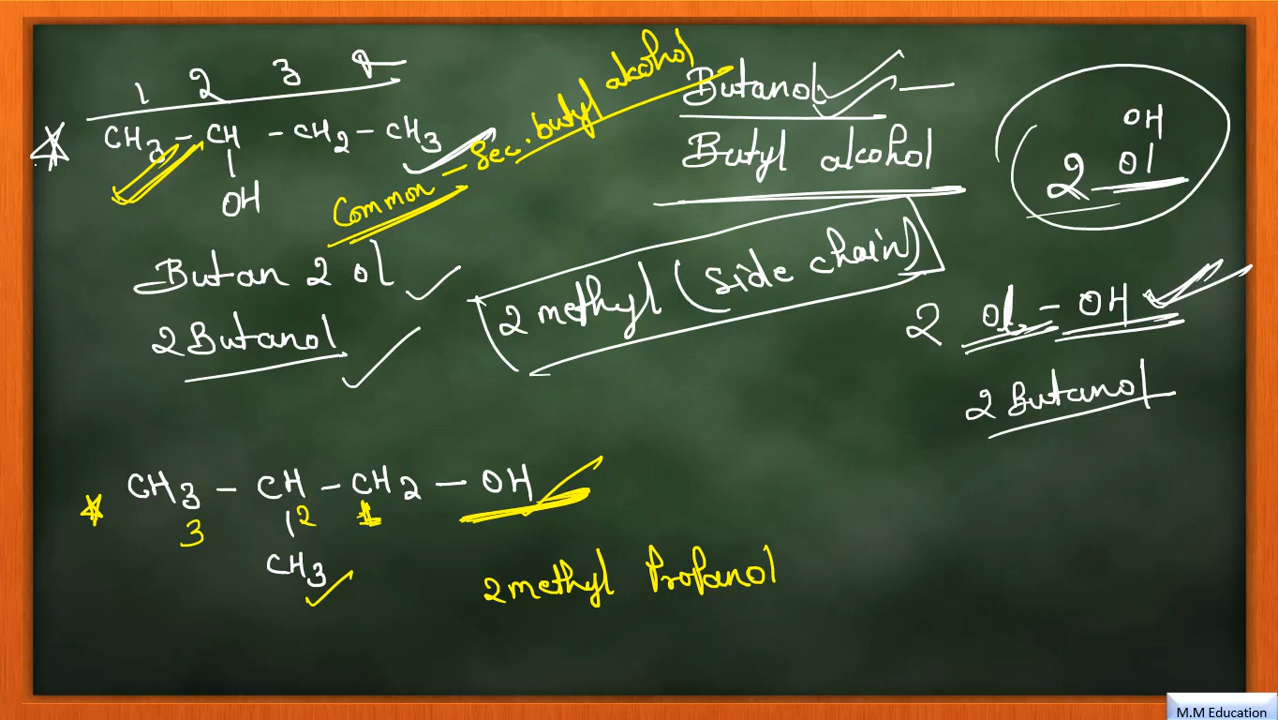 1 2 3 4
CH3 - CH - CH2 - CH3
|
OH
Common - Sec. butyl alcohol
Butanol
Butyl alcohol
OH
2 ol
Butan 2 ol
2 Butanol
2 methyl (side chain)
2 ol - OH
2 Butanol
CH3 - CH - CH2 - OH
3 2 1
|
CH3
2 methyl Propanol
M.M Education